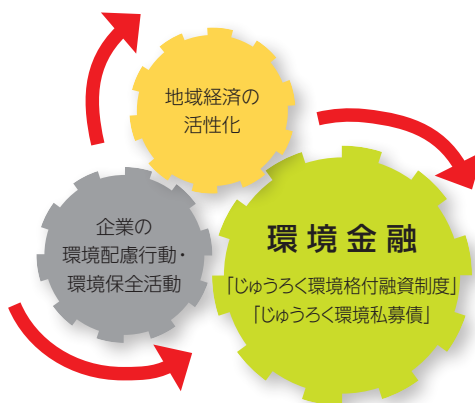 地域経済の
活性化
企業の
環境配慮行動・
環境保全活動
環境金融
「じゅうろく環境格付融資制度」
「じゅうろく環境私募債」